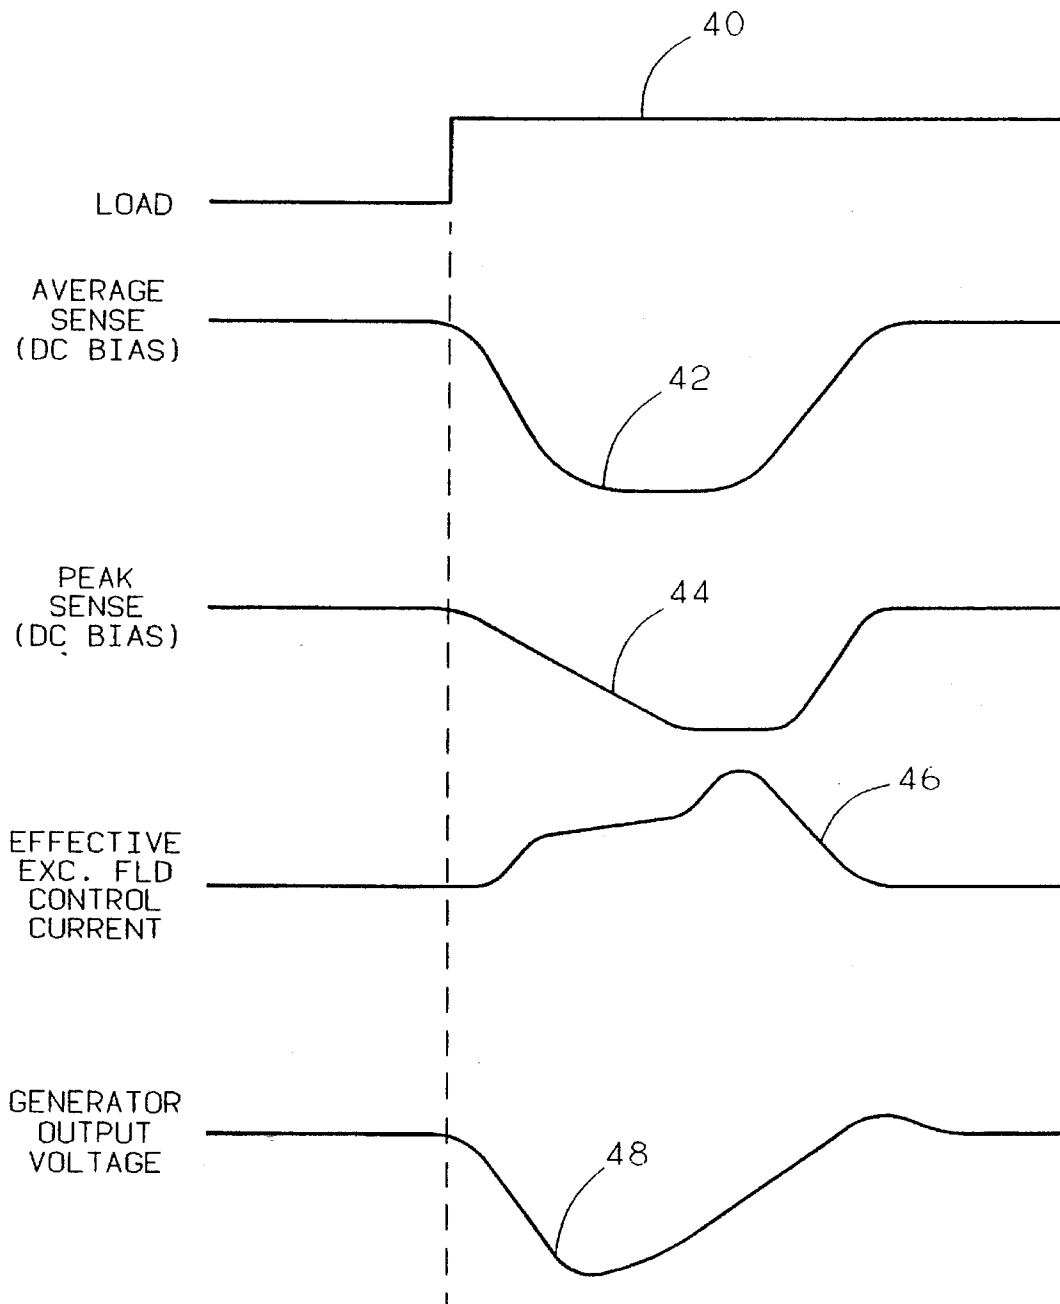 40
LOAD
AVERAGE
SENSE
(DC BIAS)
42
PEAK
SENSE
(DC BIAS)
44
46
EFFECTIVE
EXC. FLD
CONTROL
CURRENT
GENERATOR
OUTPUT
VOLTAGE
48